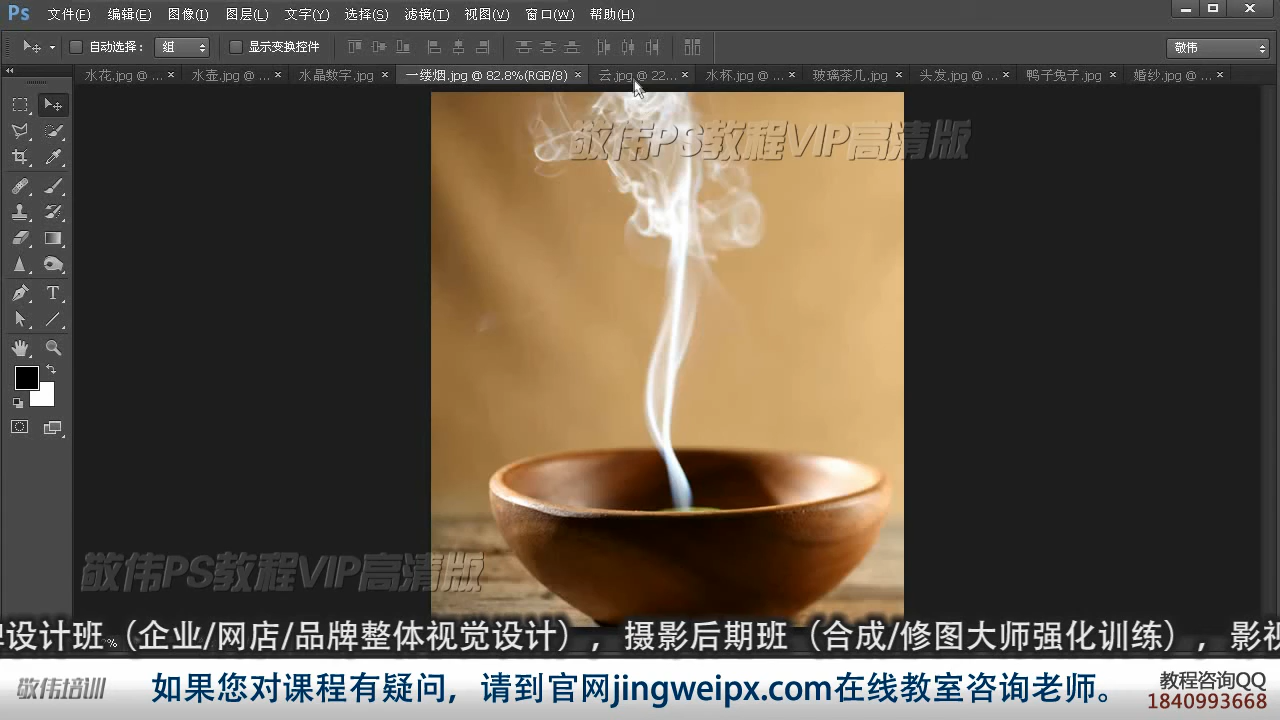 Ps 文件(F) 编辑(E) 图像(I) 图层(L) 文字(Y) 选择(S) 滤镜(T) 视图(V) 窗口(W) 帮助(H)
自动选择： 组 显示变换控件 敬伟
水花.jpg @ ... × 水壶.jpg @ ... × 水晶数字.jpg × 一缕烟.jpg @ 82.8%(RGB/8) × 云.jpg @ 22... × 水杯.jpg @ ... × 玻璃茶几.jpg × 头发.jpg @ ... × 鸭子兔子.jpg × 婚纱.jpg @ ... ×
敬伟PS教程VIP高清版
敬伟PS教程VIP高清版
设计班（企业/网店/品牌整体视觉设计），摄影后期班（合成/修图大师强化训练），影视
敬伟培训 如果您对课程有疑问，请到官网jingweipx.com在线教室咨询老师。 教程咨询QQ
1840993668